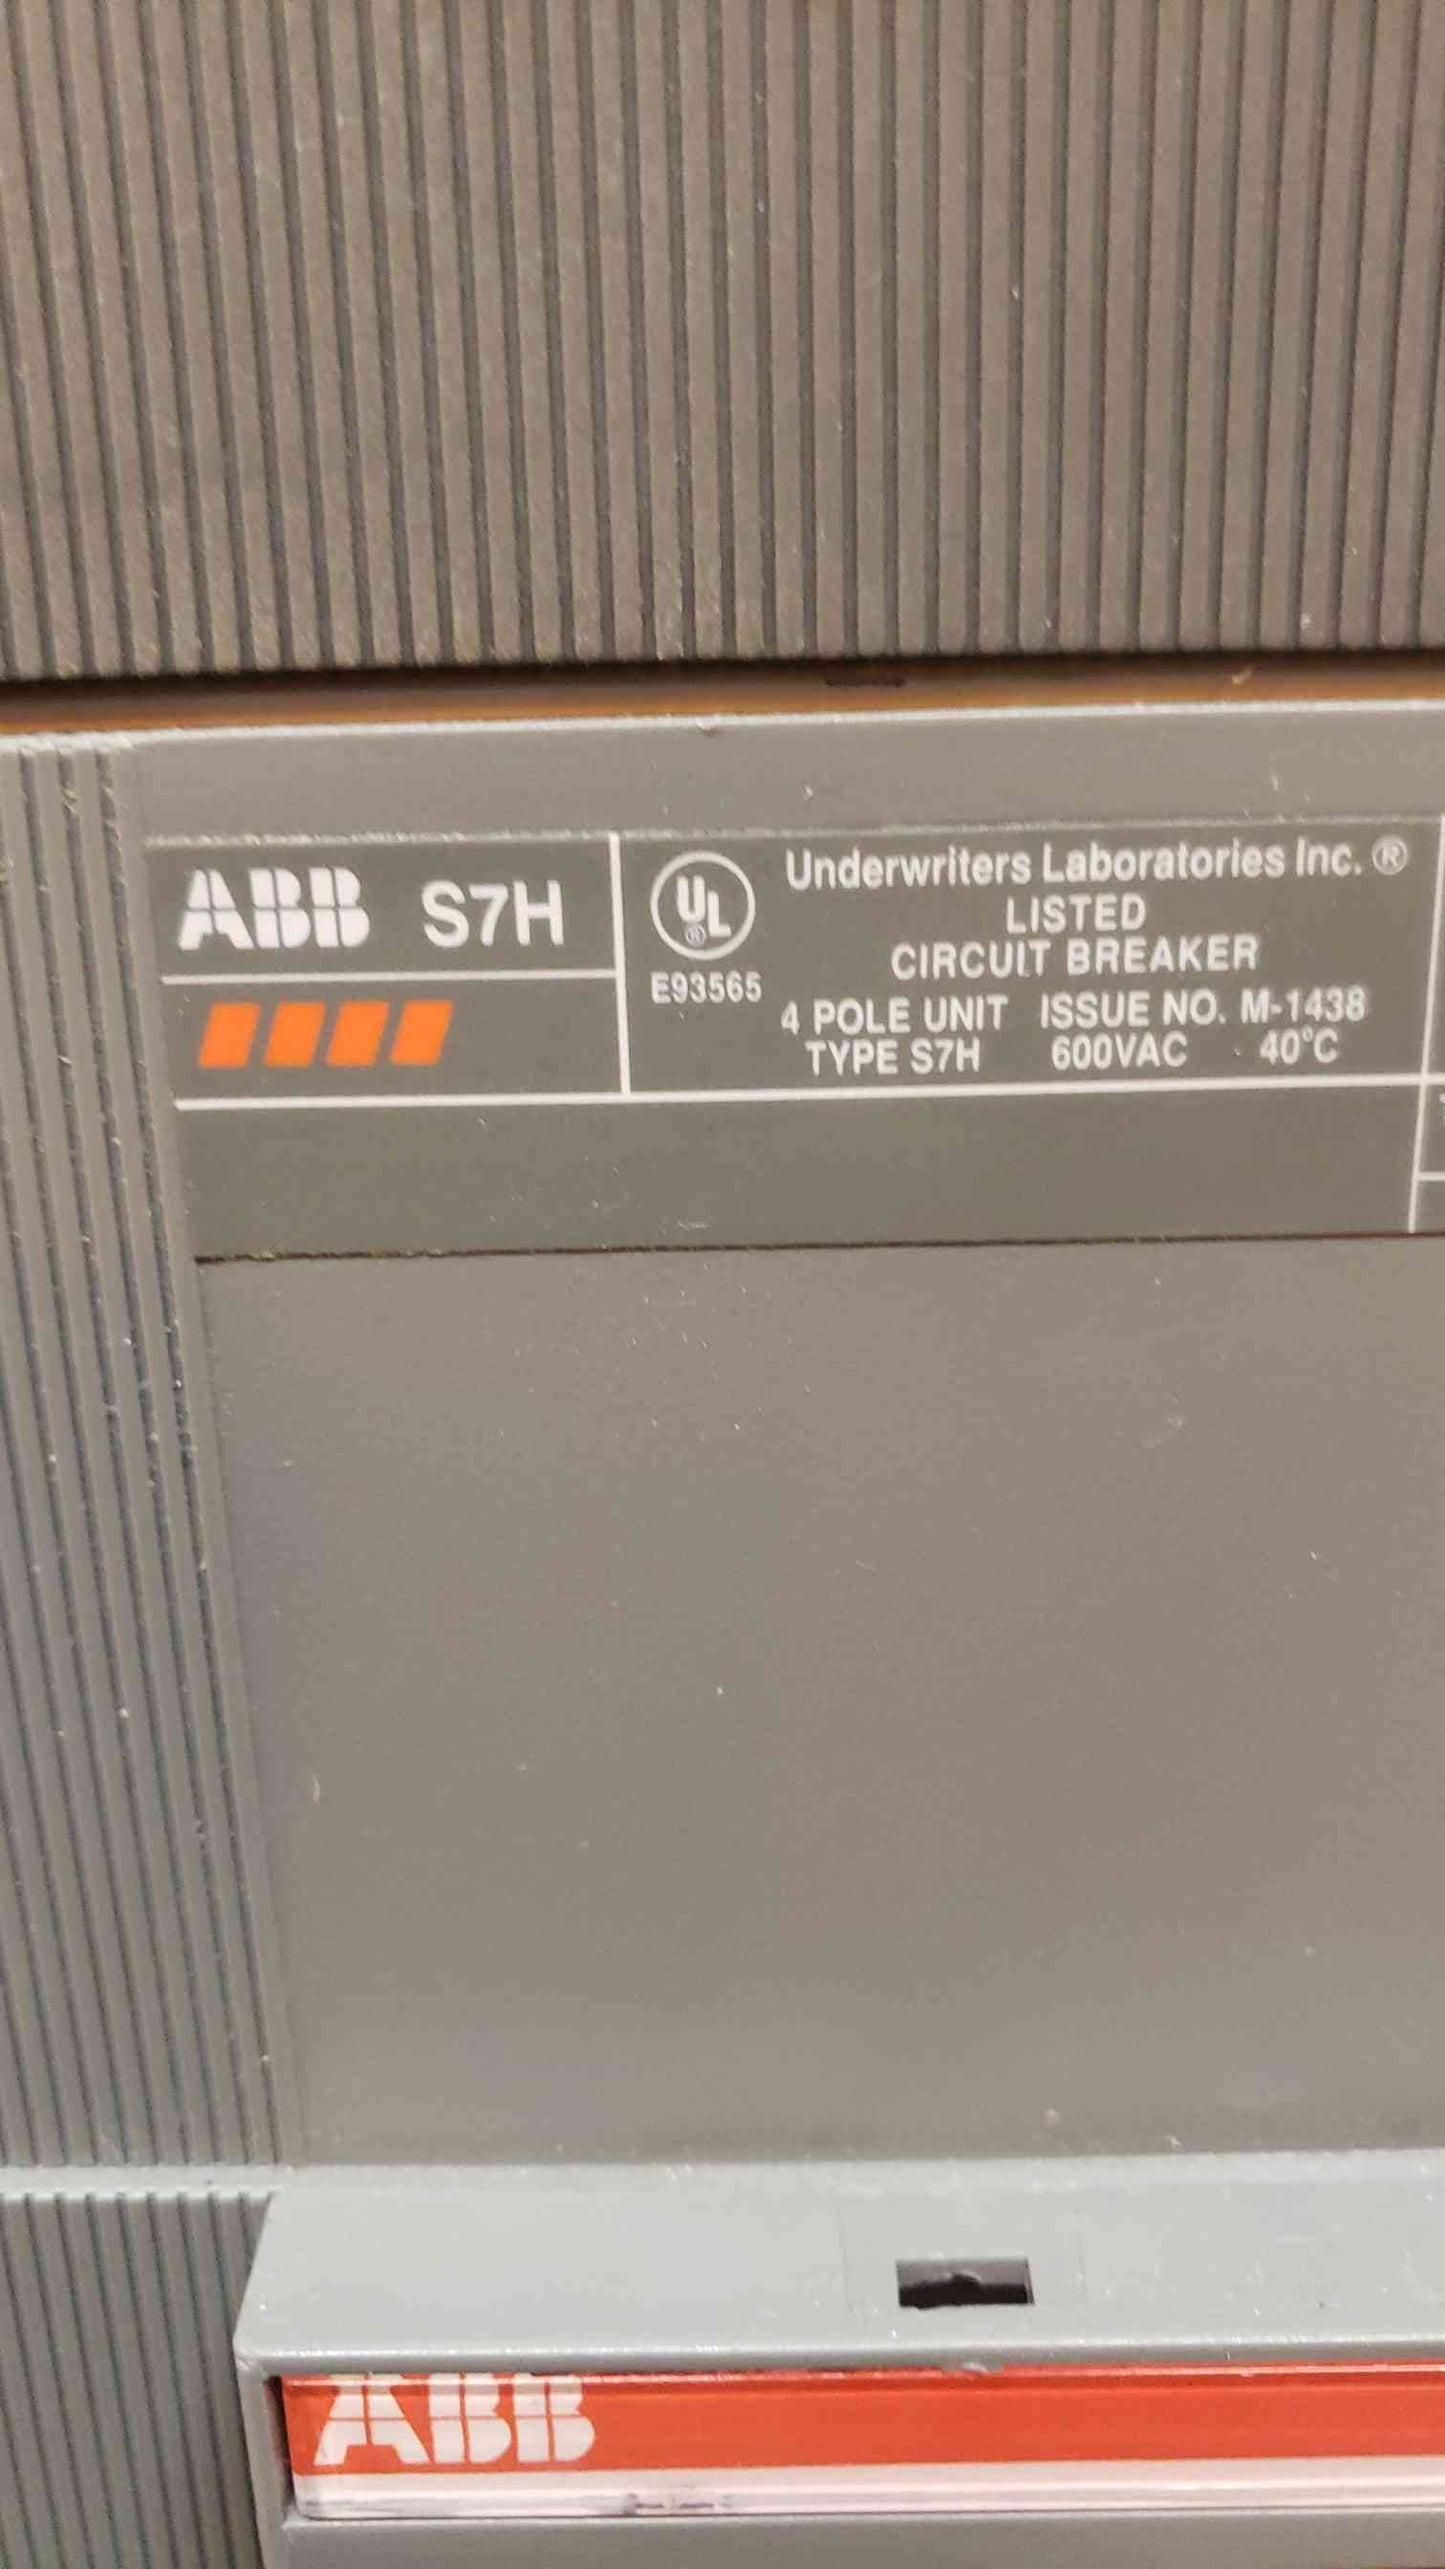 ABB S7H
UL
®
E93565
Underwriters Laboratories Inc. ®
LISTED
CIRCUIT BREAKER
4 POLE UNIT ISSUE NO. M-1438
TYPE S7H 600VAC 40°C
ABB